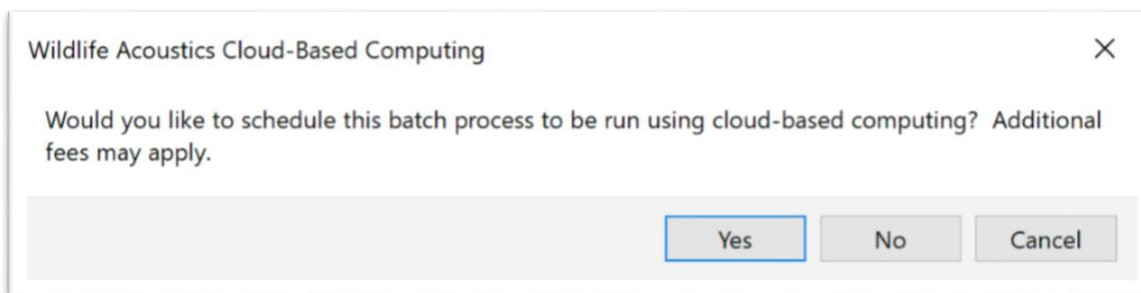 Wildlife Acoustics Cloud-Based Computing
Would you like to schedule this batch process to be run using cloud-based computing?  Additional
fees may apply.
Yes No Cancel